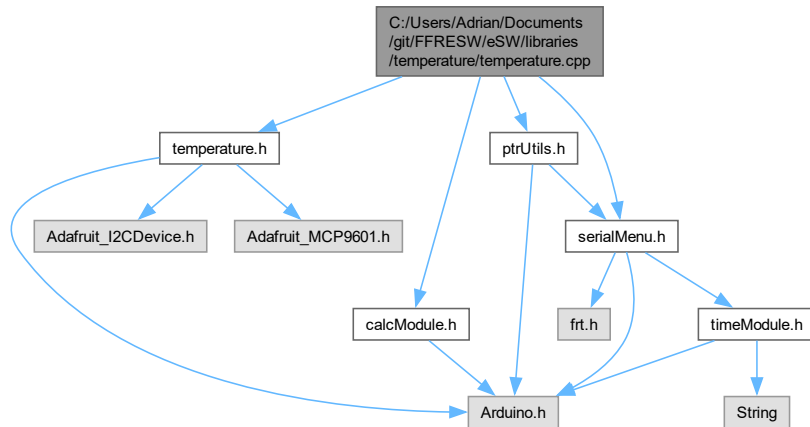 C:/Users/Adrian/Documents
/git/FFRESW/eSW/libraries
/temperature/temperature.cpp
temperature.h
ptrUtils.h
Adafruit_I2CDevice.h
Adafruit_MCP9601.h
serialMenu.h
calcModule.h
frt.h
timeModule.h
Arduino.h
String